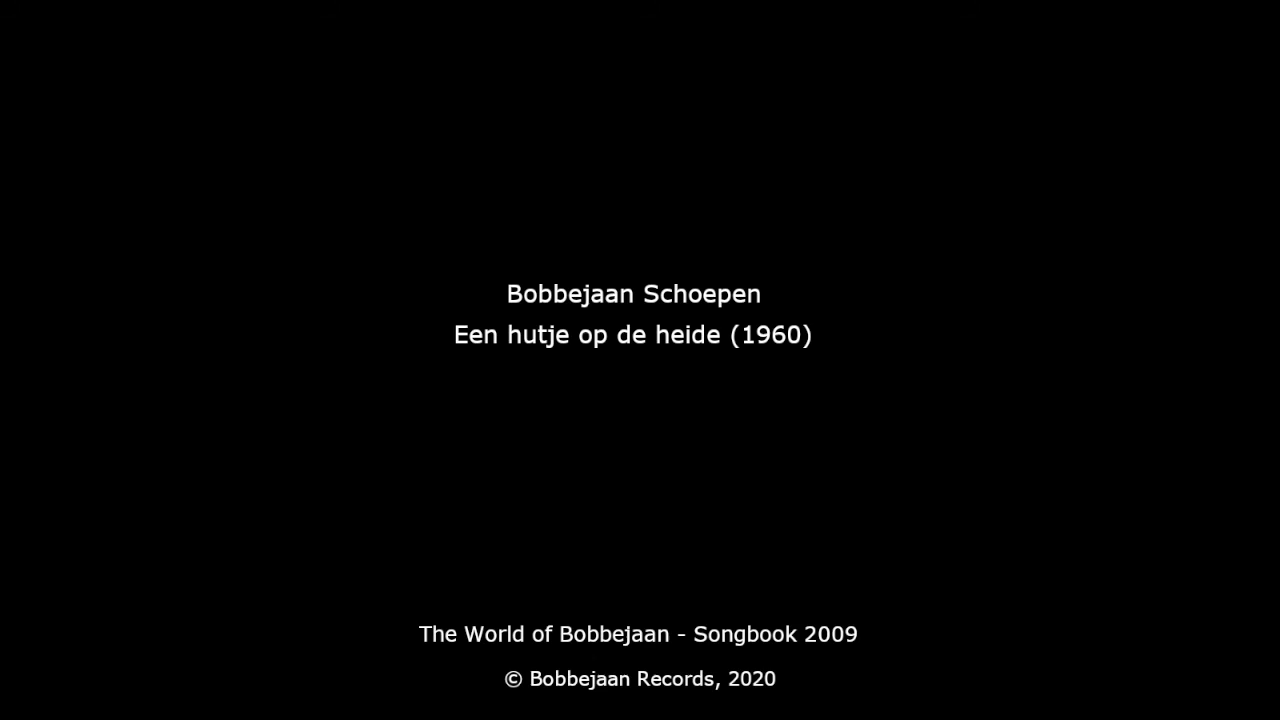 Bobbejaan Schoepen
Een hutje op de heide (1960)
The World of Bobbejaan - Songbook 2009
© Bobbejaan Records, 2020